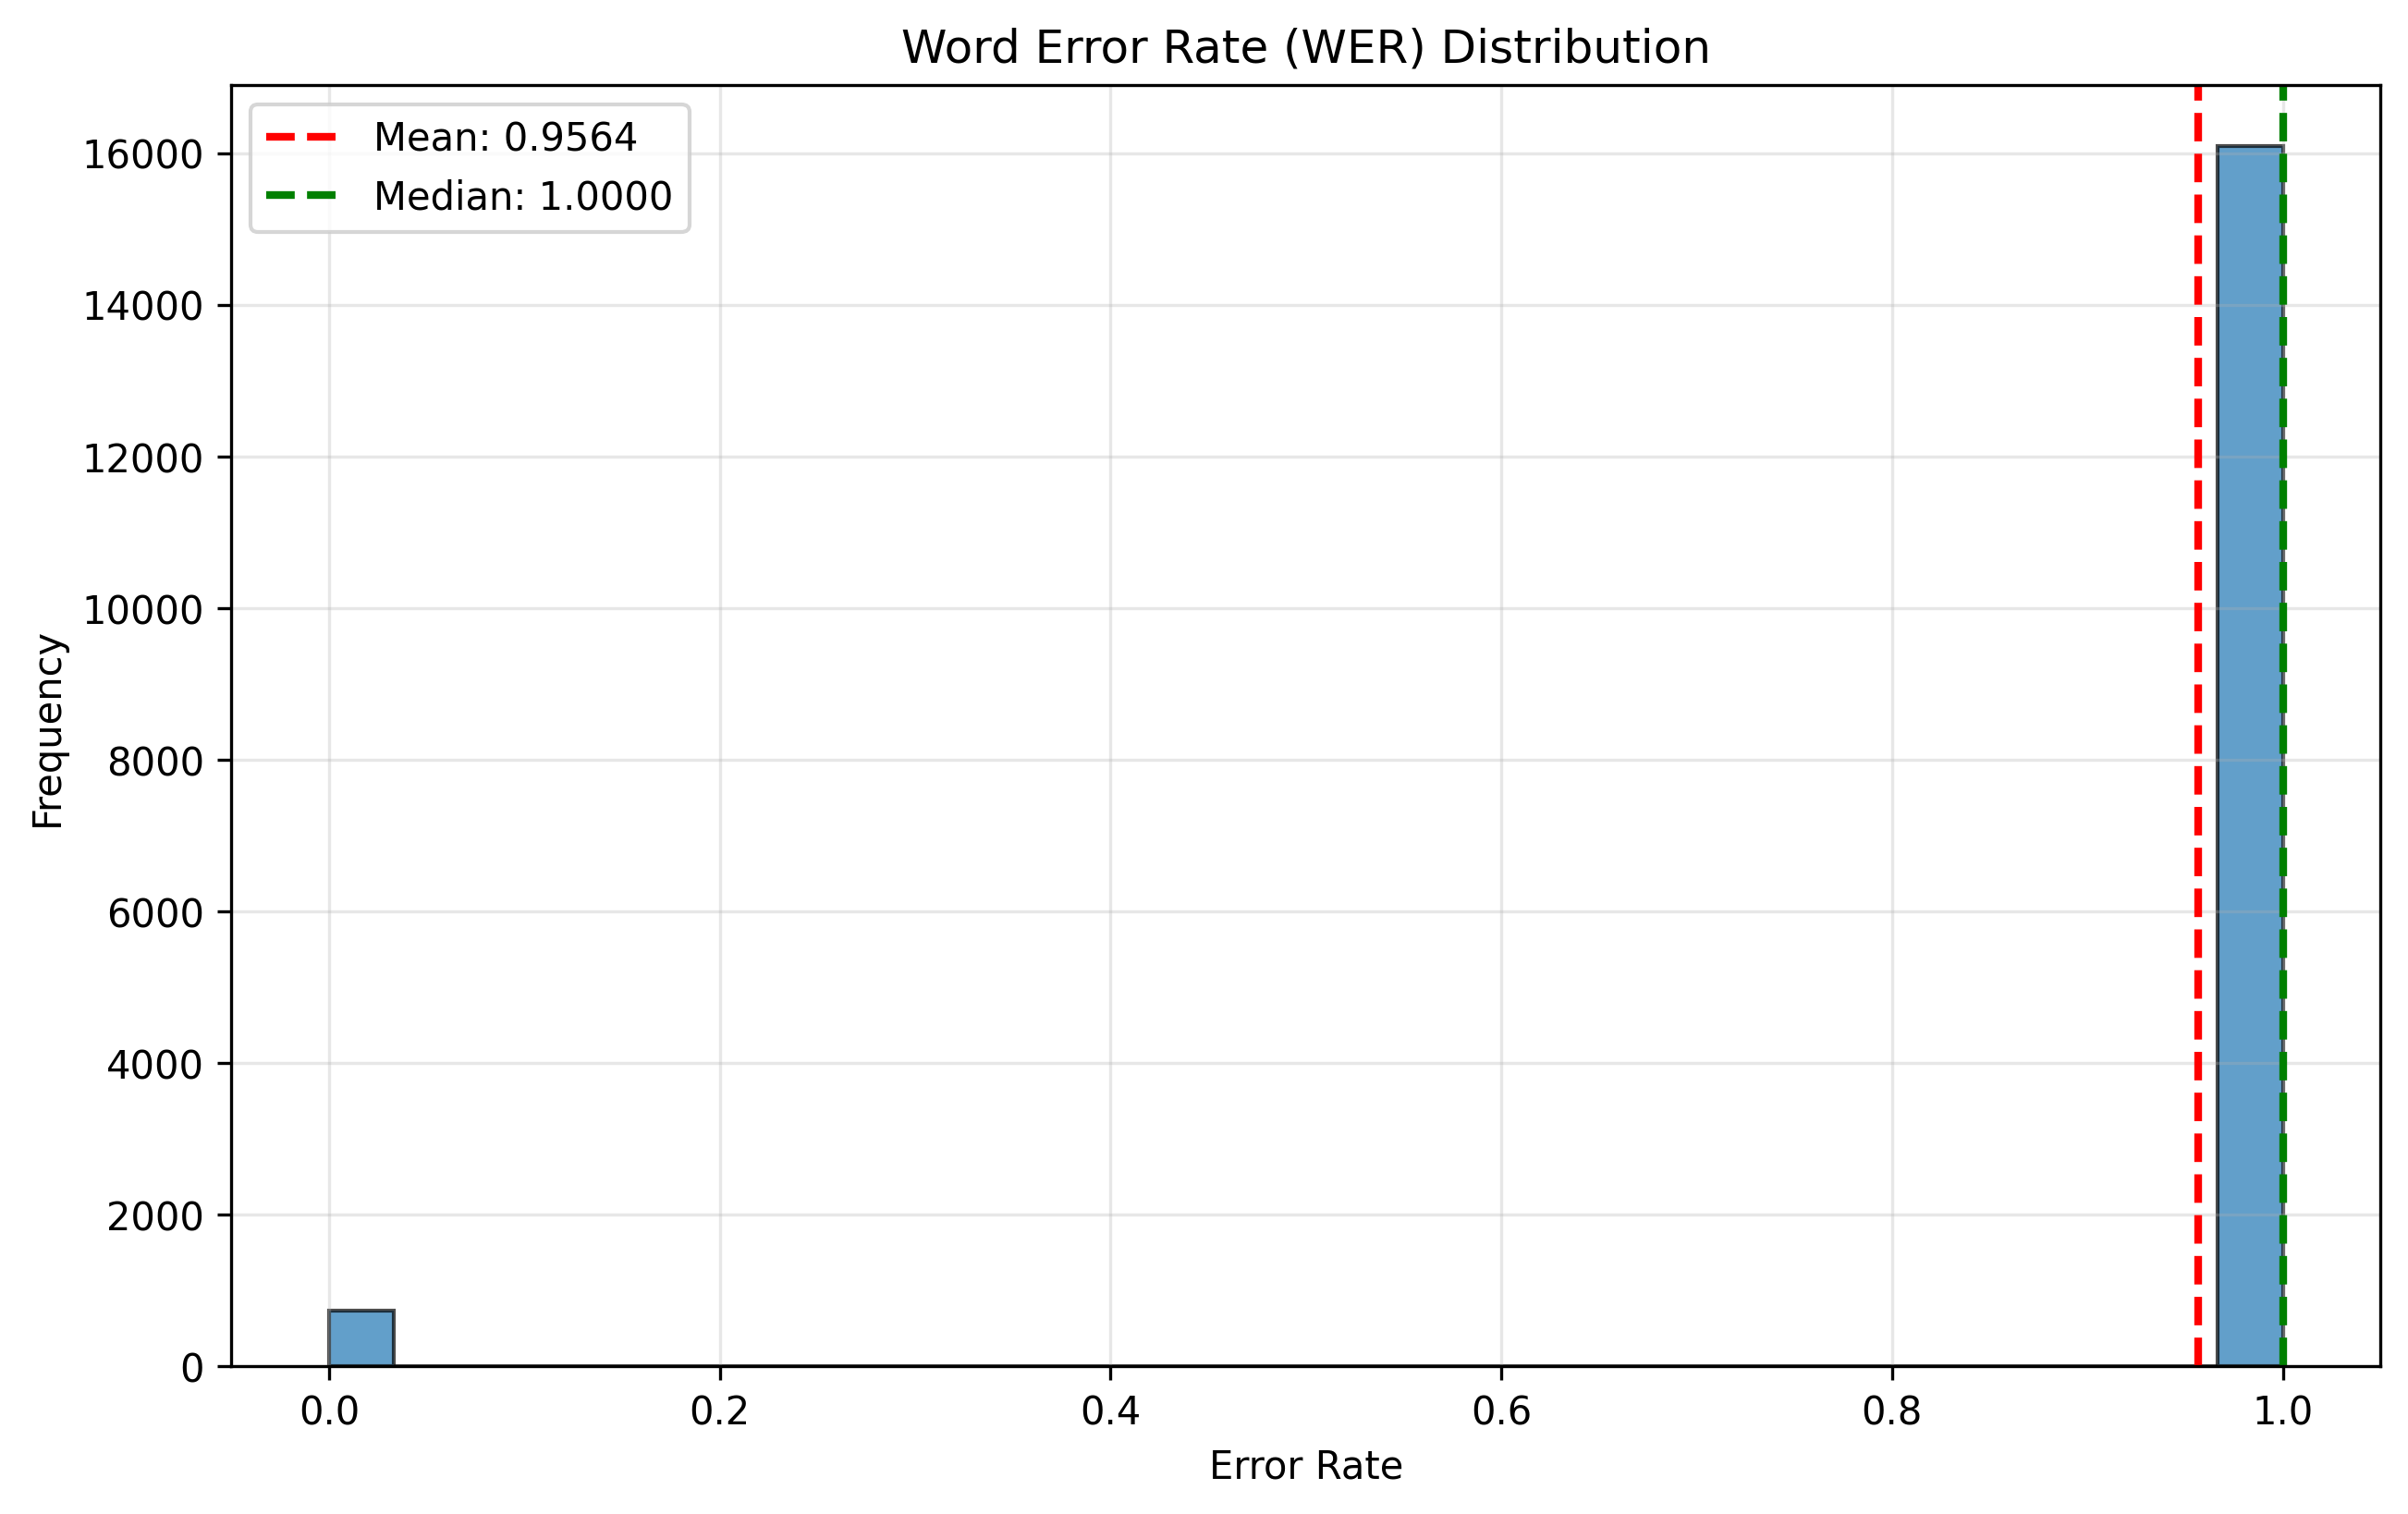 Word Error Rate (WER) Distribution
Mean: 0.9564
Median: 1.0000
16000
14000
12000
10000
8000
6000
4000
2000
0
Frequency
0.0 0.2 0.4 0.6 0.8 1.0
Error Rate